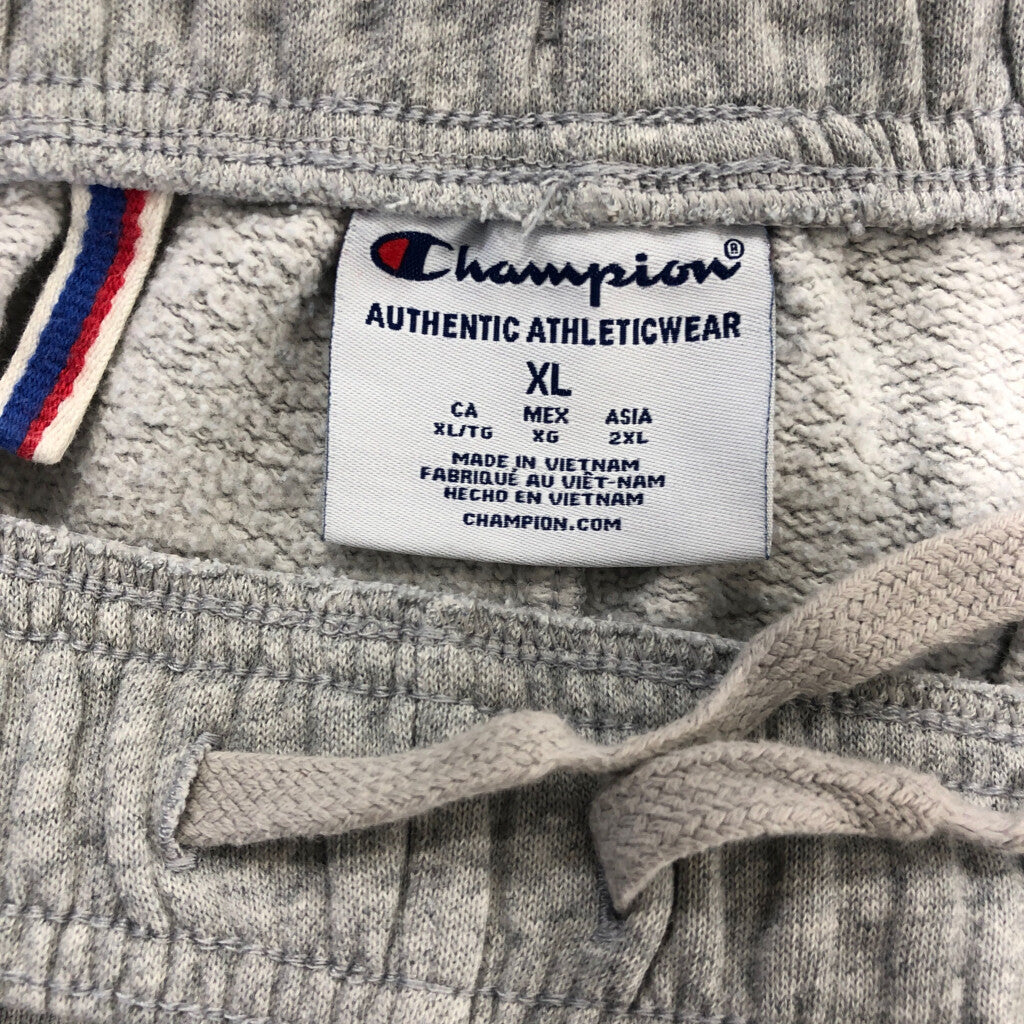 Champion®
AUTHENTIC ATHLETICWEAR
XL
CA MEX ASIA
XL/TG XG 2XL
MADE IN VIETNAM
FABRIQUÉ AU VIÊT-NAM
HECHO EN VIETNAM
CHAMPION.COM